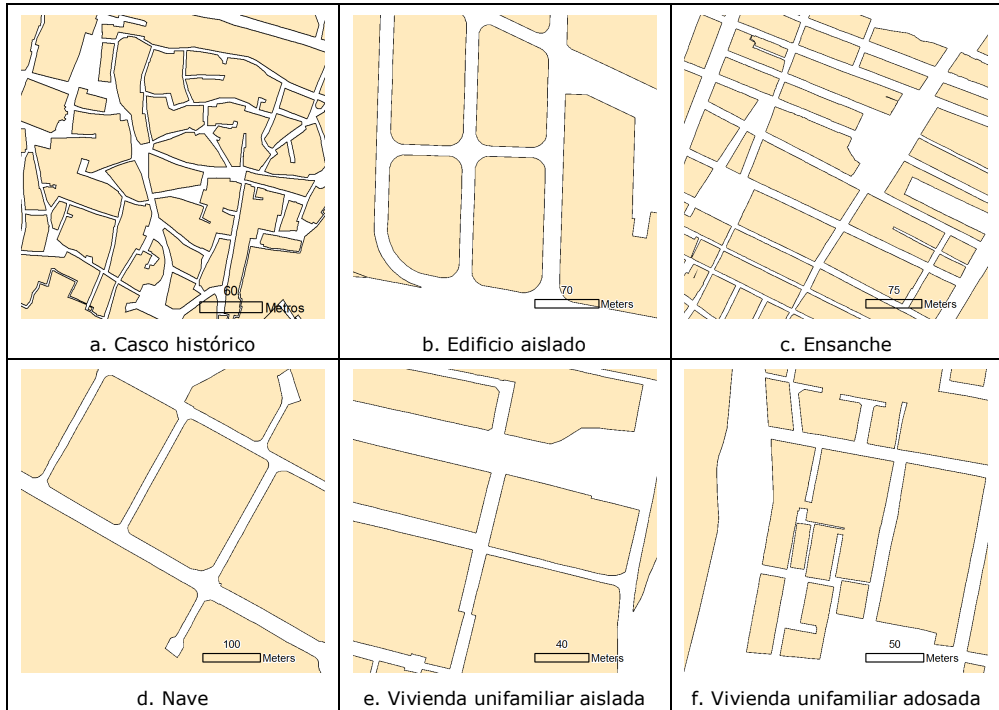 60
Metros
a. Casco histórico
70
Meters
b. Edificio aislado
75
Meters
c. Ensanche
100
Meters
d. Nave
40
Meters
e. Vivienda unifamiliar aislada
50
Meters
f. Vivienda unifamiliar adosada